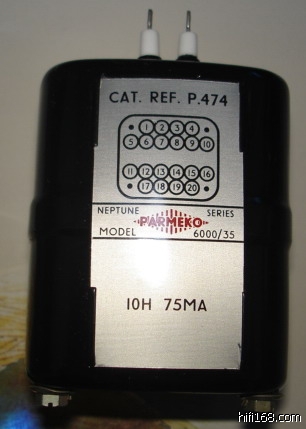 CAT. REF. P.474
1 2 3 4
5 6 7 8 9 10
11 12 13 14 15 16
17 18 19 20
NEPTUNE SERIES
PARMEKO
MODEL 6000/35
10H 75MA
hifi168.com